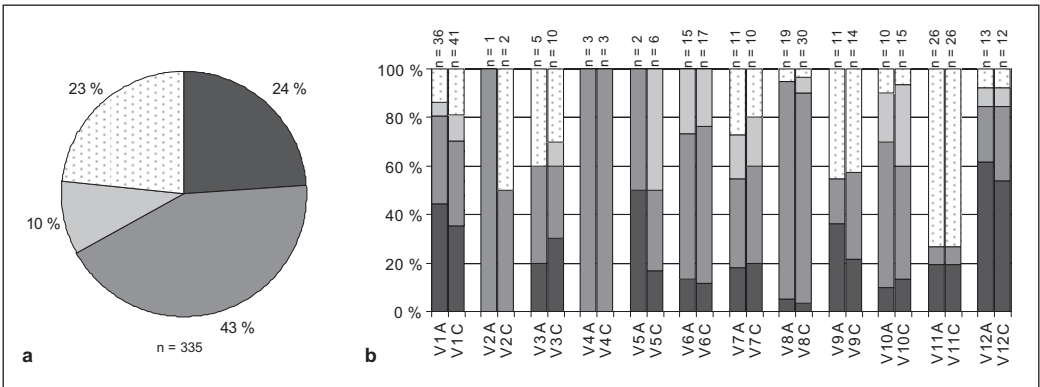 23 %
24 %
10 %
43 %
n = 335
a
n = 36
n = 41
n = 1
n = 2
n = 5
n = 10
n = 3
n = 3
n = 2
n = 6
n = 15
n = 17
n = 11
n = 10
n = 19
n = 30
n = 11
n = 14
n = 10
n = 15
n = 26
n = 26
n = 13
n = 12
100 %
80 %
60 %
40 %
20 %
0 %
V1A
V1C
V2A
V2C
V3A
V3C
V4A
V4C
V5A
V5C
V6A
V6C
V7A
V7C
V8A
V8C
V9A
V9C
V10A
V10C
V11A
V11C
V12A
V12C
b